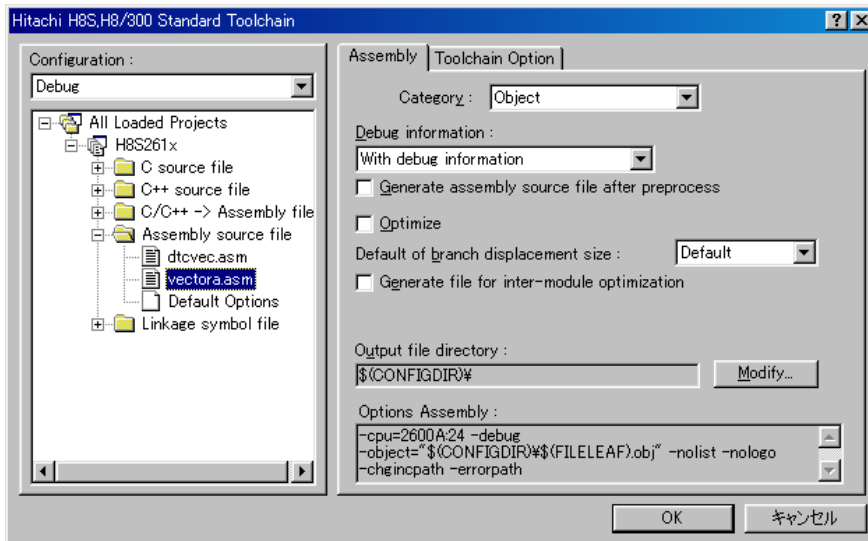 Hitachi H8S,H8/300 Standard Toolchain
Configuration :
Debug
All Loaded Projects
H8S261x
C source file
C++ source file
C/C++ -> Assembly file
Assembly source file
dtcvec.asm
vectora.asm
Default Options
Linkage symbol file
Assembly
Toolchain Option
Category : Object
Debug information :
With debug information
Generate assembly source file after preprocess
Optimize
Default of branch displacement size : Default
Generate file for inter-module optimization
Output file directory :
$(CONFIGDIR)¥
Modify...
Options Assembly :
-cpu=2600A:24 -debug
-object="$(CONFIGDIR)¥$(FILELEAF).obj" -nolist -nologo
-chgincpath -errorpath
OK
キャンセル